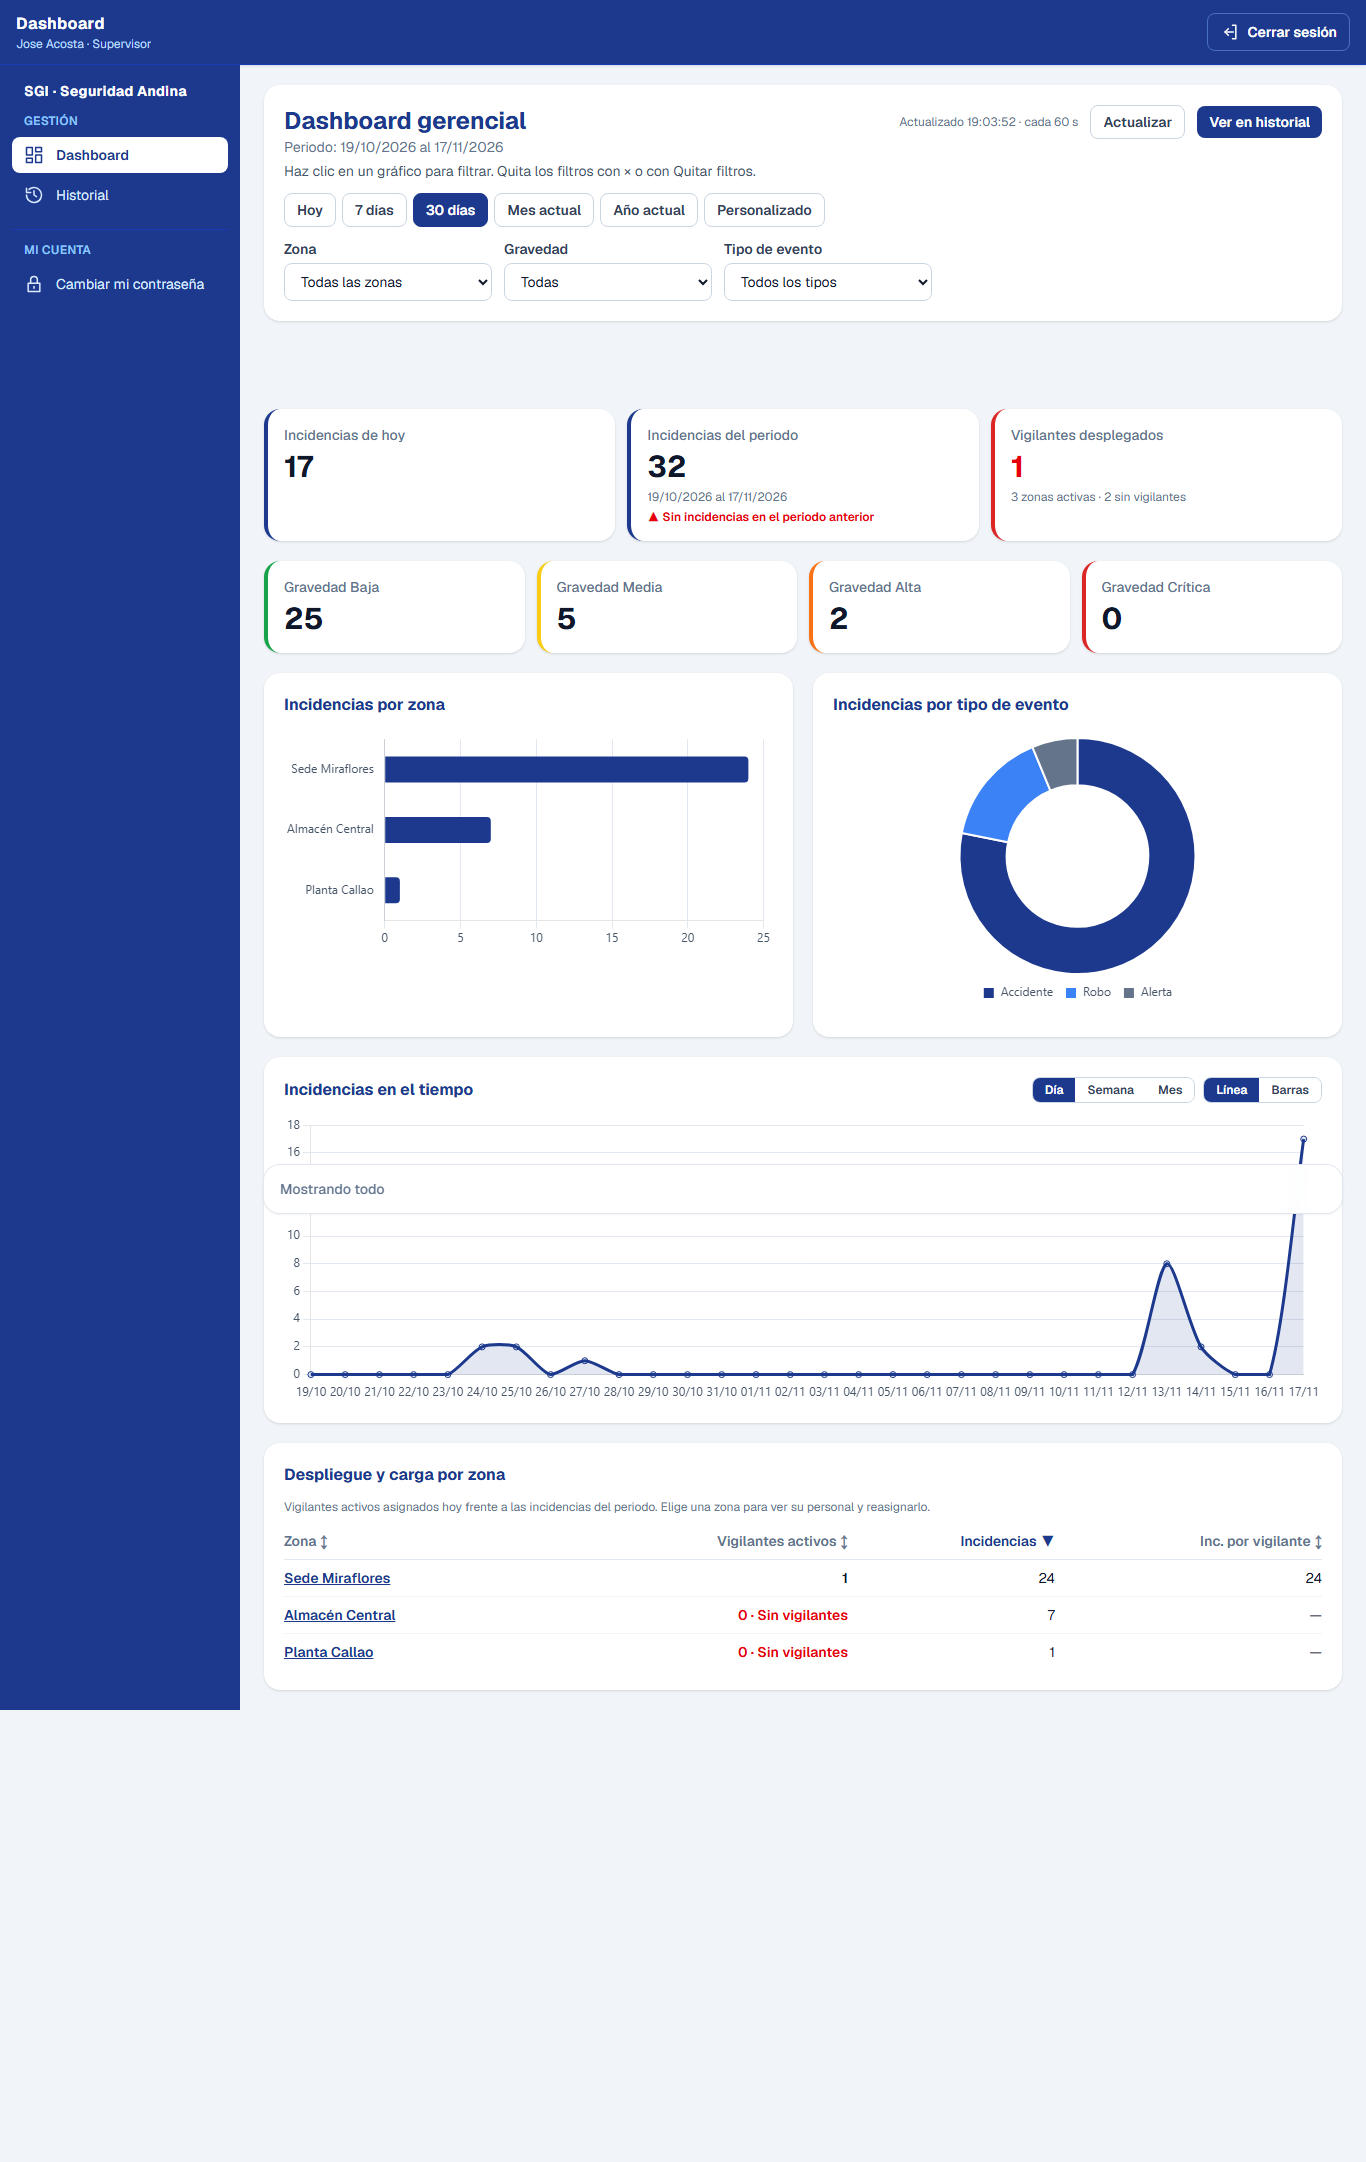 Dashboard
Jose Acosta · Supervisor
Cerrar sesión
SGI · Seguridad Andina
GESTIÓN
Dashboard
Historial
MI CUENTA
Cambiar mi contraseña
Dashboard gerencial
Actualizado 19:03:52 · cada 60 s
Actualizar
Ver en historial
Periodo: 19/10/2026 al 17/11/2026
Haz clic en un gráfico para filtrar. Quita los filtros con × o con Quitar filtros.
Hoy
7 días
30 días
Mes actual
Año actual
Personalizado
Zona
Gravedad
Tipo de evento
Todas las zonas
Todas
Todos los tipos
Incidencias de hoy
17
Incidencias del periodo
32
19/10/2026 al 17/11/2026
▲ Sin incidencias en el periodo anterior
Vigilantes desplegados
1
3 zonas activas · 2 sin vigilantes
Gravedad Baja
25
Gravedad Media
5
Gravedad Alta
2
Gravedad Crítica
0
Incidencias por zona
Sede Miraflores
Almacén Central
Planta Callao
0 5 10 15 20 25
Incidencias por tipo de evento
Accidente Robo Alerta
Incidencias en el tiempo
Día Semana Mes
Línea Barras
18
16
Mostrando todo
10
8
6
4
2
0
19/10 20/10 21/10 22/10 23/10 24/10 25/10 26/10 27/10 28/10 29/10 30/10 31/10 01/11 02/11 03/11 04/11 05/11 06/11 07/11 08/11 09/11 10/11 11/11 12/11 13/11 14/11 15/11 16/11 17/11
Despliegue y carga por zona
Vigilantes activos asignados hoy frente a las incidencias del periodo. Elige una zona para ver su personal y reasignarlo.
Zona ↕ Vigilantes activos ↕ Incidencias ▼ Inc. por vigilante ↕
Sede Miraflores 1 24 24
Almacén Central 0 · Sin vigilantes 7 —
Planta Callao 0 · Sin vigilantes 1 —